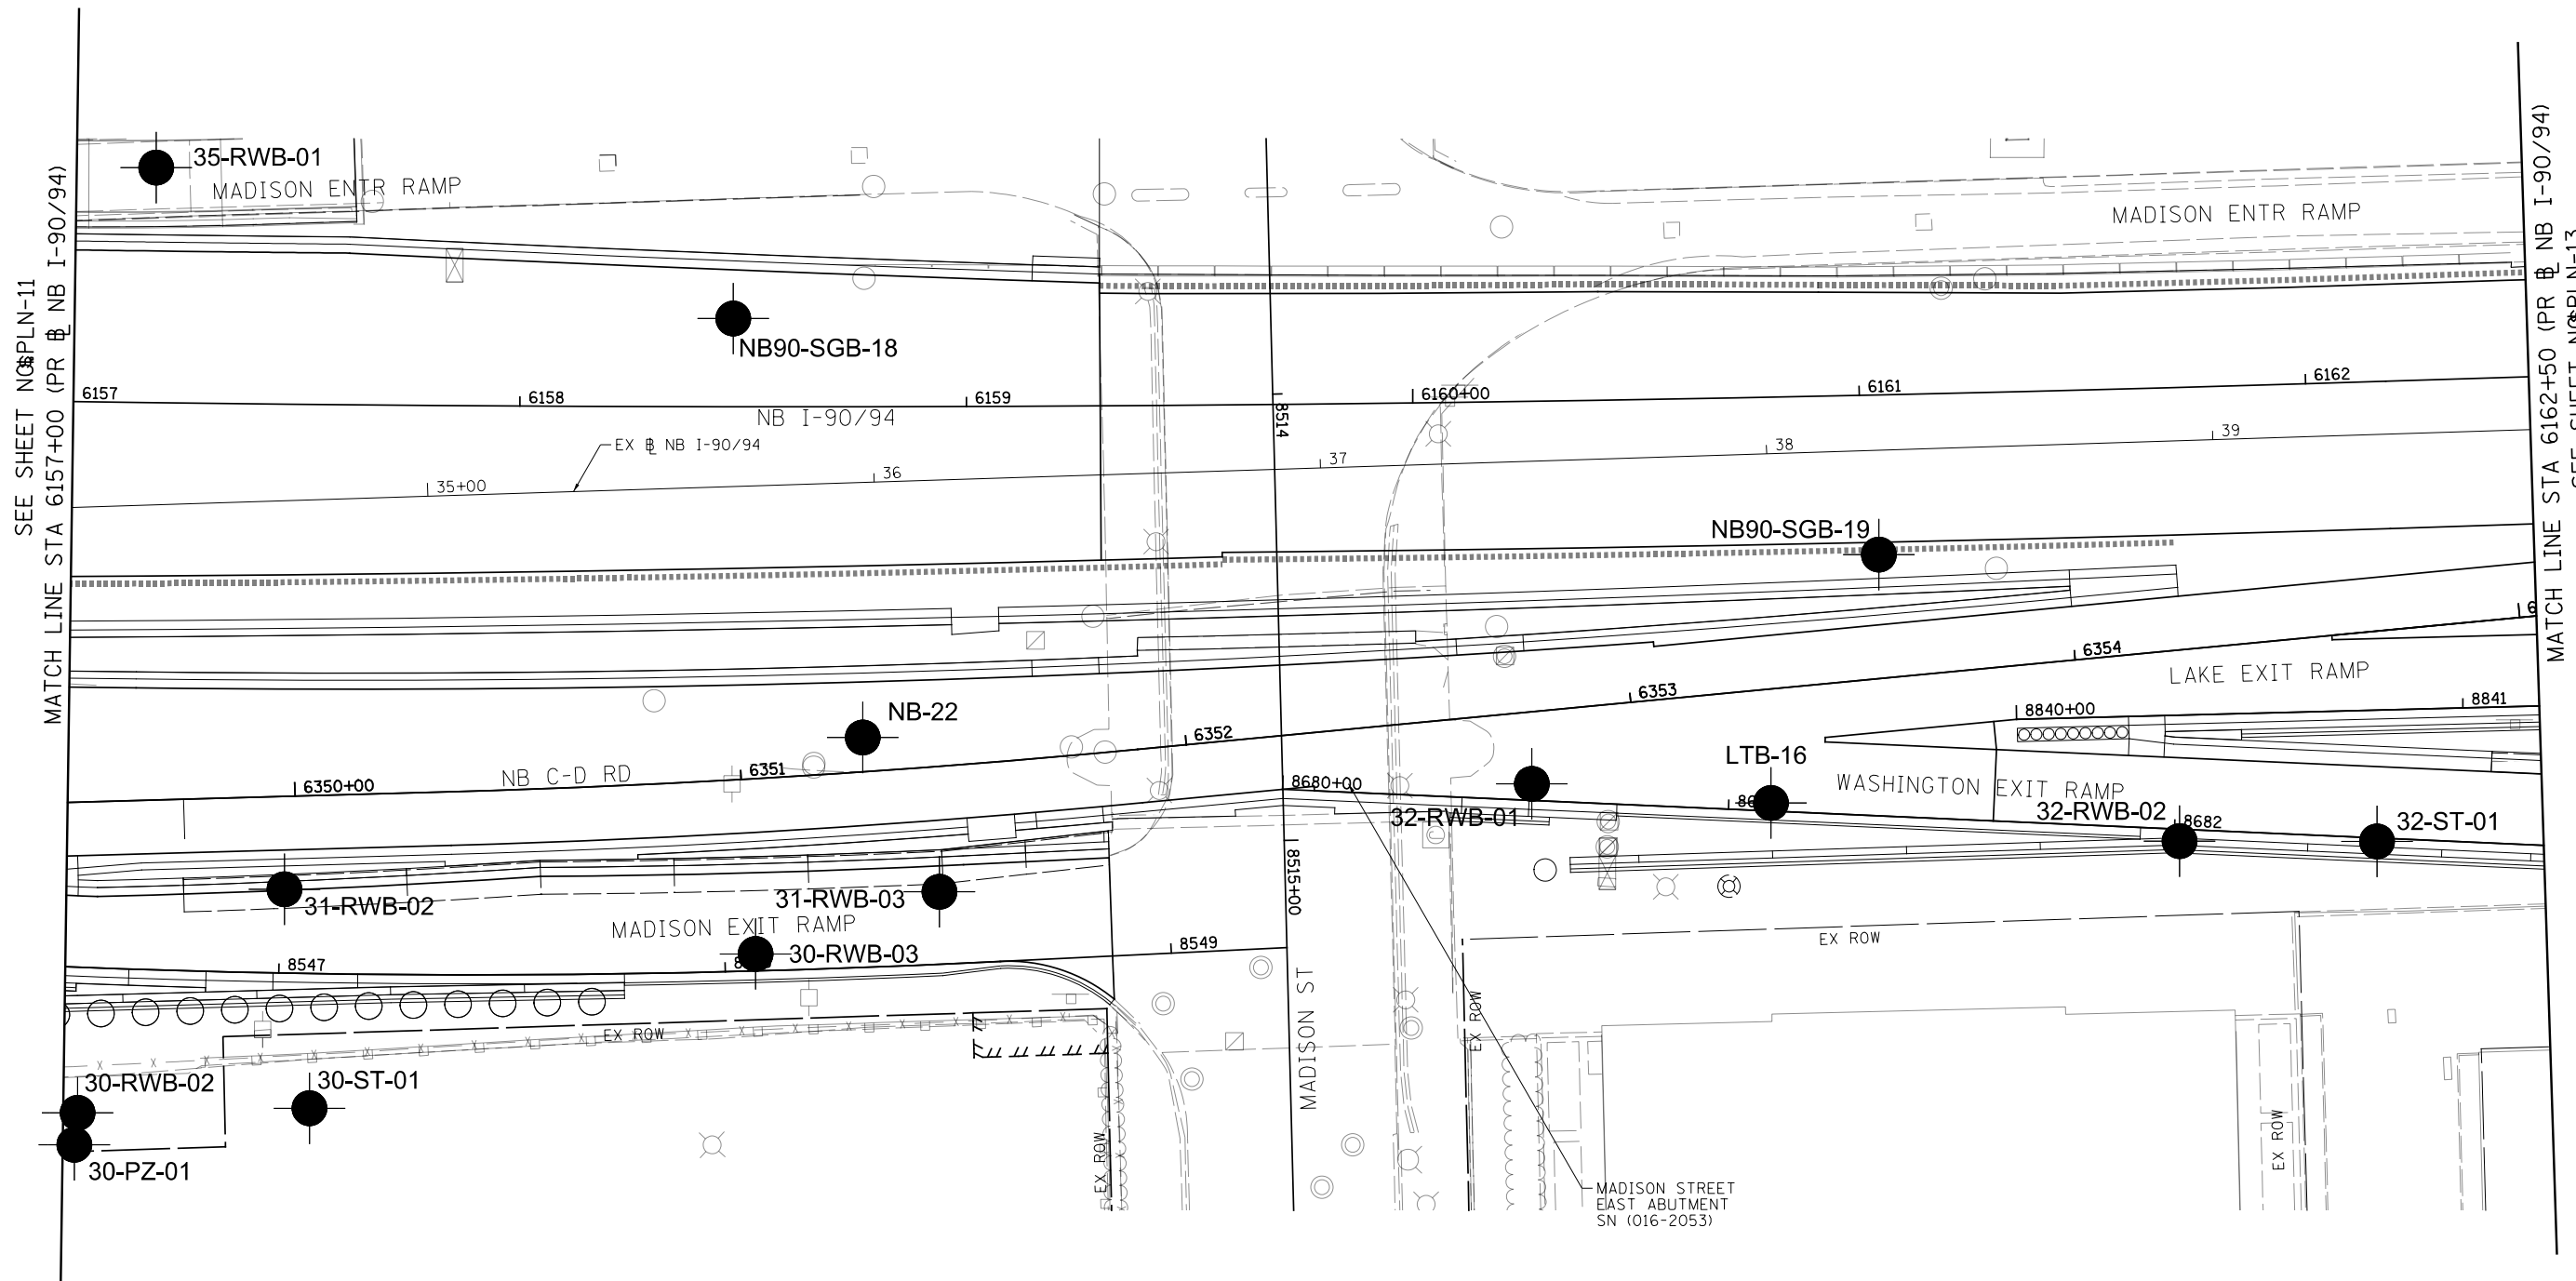 SEE SHEET NO. SPLN-11
MATCH LINE STA 6157+00 (PR BL NB I-90/94)
35-RWB-01
MADISON ENTR RAMP
MADISON ENTR RAMP
NB90-SGB-18
6157
6158
6159
6160+00
6161
6162
NB I-90/94
8514
EX BL NB I-90/94
35+00
36
37
38
39
NB90-SGB-19
NB-22
LTB-16
6350+00
6351
6352
6353
6354
NB C-D RD
LAKE EXIT RAMP
8840+00
8841
WASHINGTON EXIT RAMP
8680+00
32-RWB-01
32-RWB-02
8682
32-ST-01
31-RWB-02
31-RWB-03
8515+00
MADISON EXIT RAMP
30-RWB-03
8547
8549
EX ROW
EX ROW
EX ROW
EX ROW
EX ROW
MADISON ST
30-RWB-02
30-ST-01
30-PZ-01
MADISON STREET
EAST ABUTMENT
SN (016-2053)
MATCH LINE STA 6162+50 (PR BL NB I-90/94)